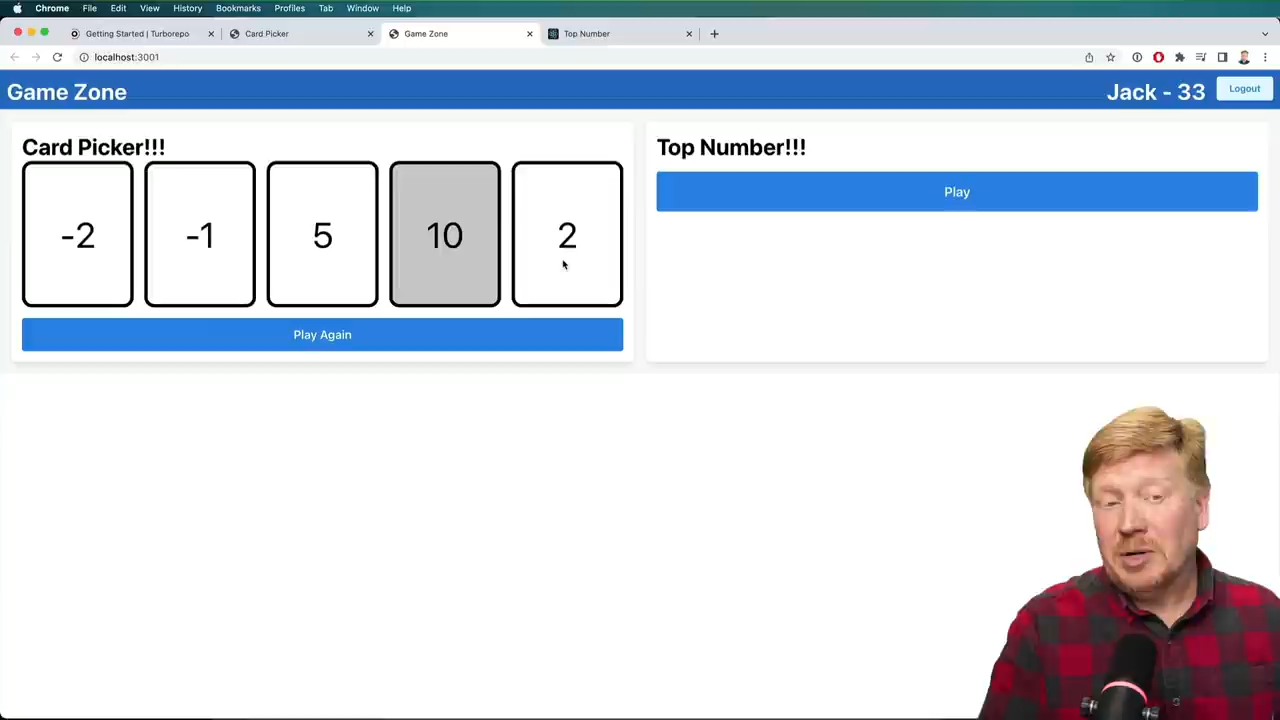 Chrome File Edit View History Bookmarks Profiles Tab Window Help
Getting Started | Turborepo Card Picker Game Zone Top Number
localhost:3001
Game Zone Jack - 33 Logout
Card Picker!!! Top Number!!!
-2 -1 5 10 2 Play
Play Again